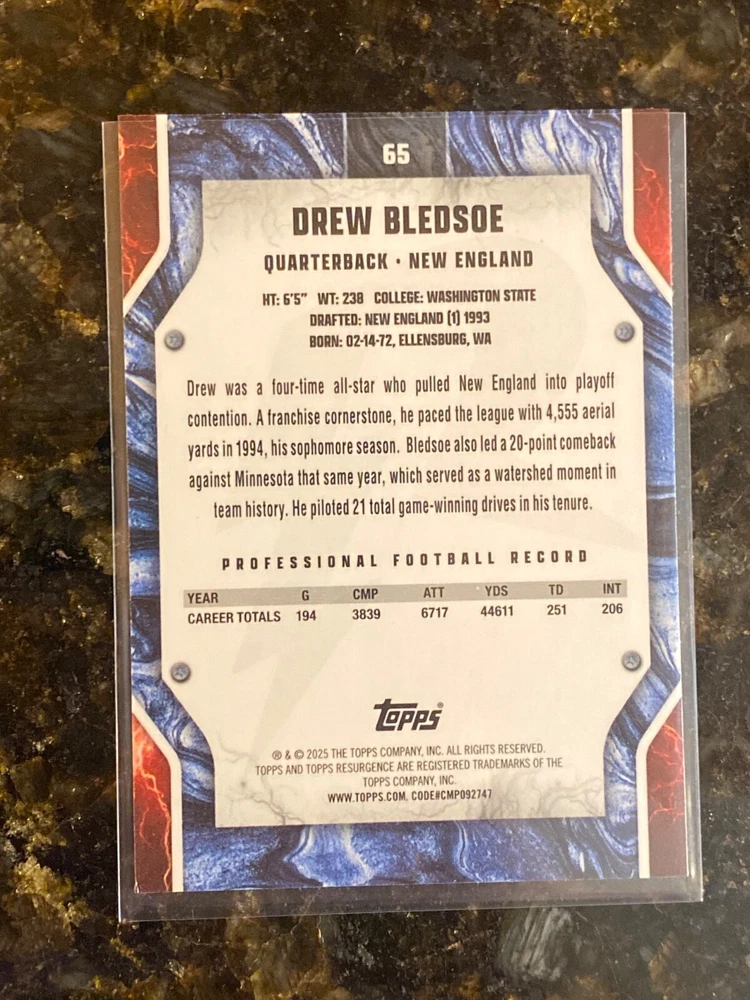 65
DREW BLEDSOE
QUARTERBACK · NEW ENGLAND
HT: 6'5" WT: 238 COLLEGE: WASHINGTON STATE
DRAFTED: NEW ENGLAND (1) 1993
BORN: 02-14-72, ELLENSBURG, WA
Drew was a four-time all-star who pulled New England into playoff
contention. A franchise cornerstone, he paced the league with 4,555 aerial
yards in 1994, his sophomore season. Bledsoe also led a 20-point comeback
against Minnesota that same year, which served as a watershed moment in
team history. He piloted 21 total game-winning drives in his tenure.
PROFESSIONAL FOOTBALL RECORD
YEAR G CMP ATT YDS TD INT
CAREER TOTALS 194 3839 6717 44611 251 206
topps®
® & © 2025 THE TOPPS COMPANY, INC. ALL RIGHTS RESERVED.
TOPPS AND TOPPS RESURGENCE ARE REGISTERED TRADEMARKS OF THE
TOPPS COMPANY, INC.
WWW.TOPPS.COM. CODE#CMP092747